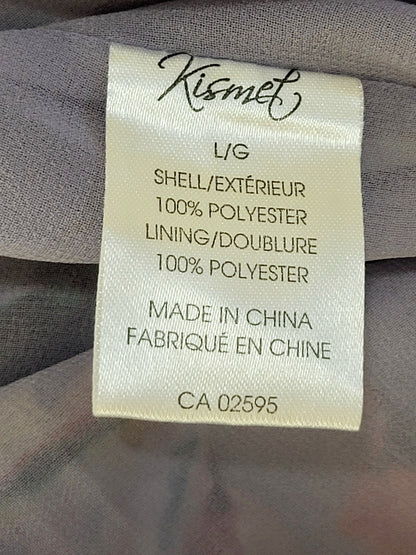 Kismet
L/G
SHELL/EXTÉRIEUR
100% POLYESTER
LINING/DOUBLURE
100% POLYESTER
MADE IN CHINA
FABRIQUÉ EN CHINE
CA 02595